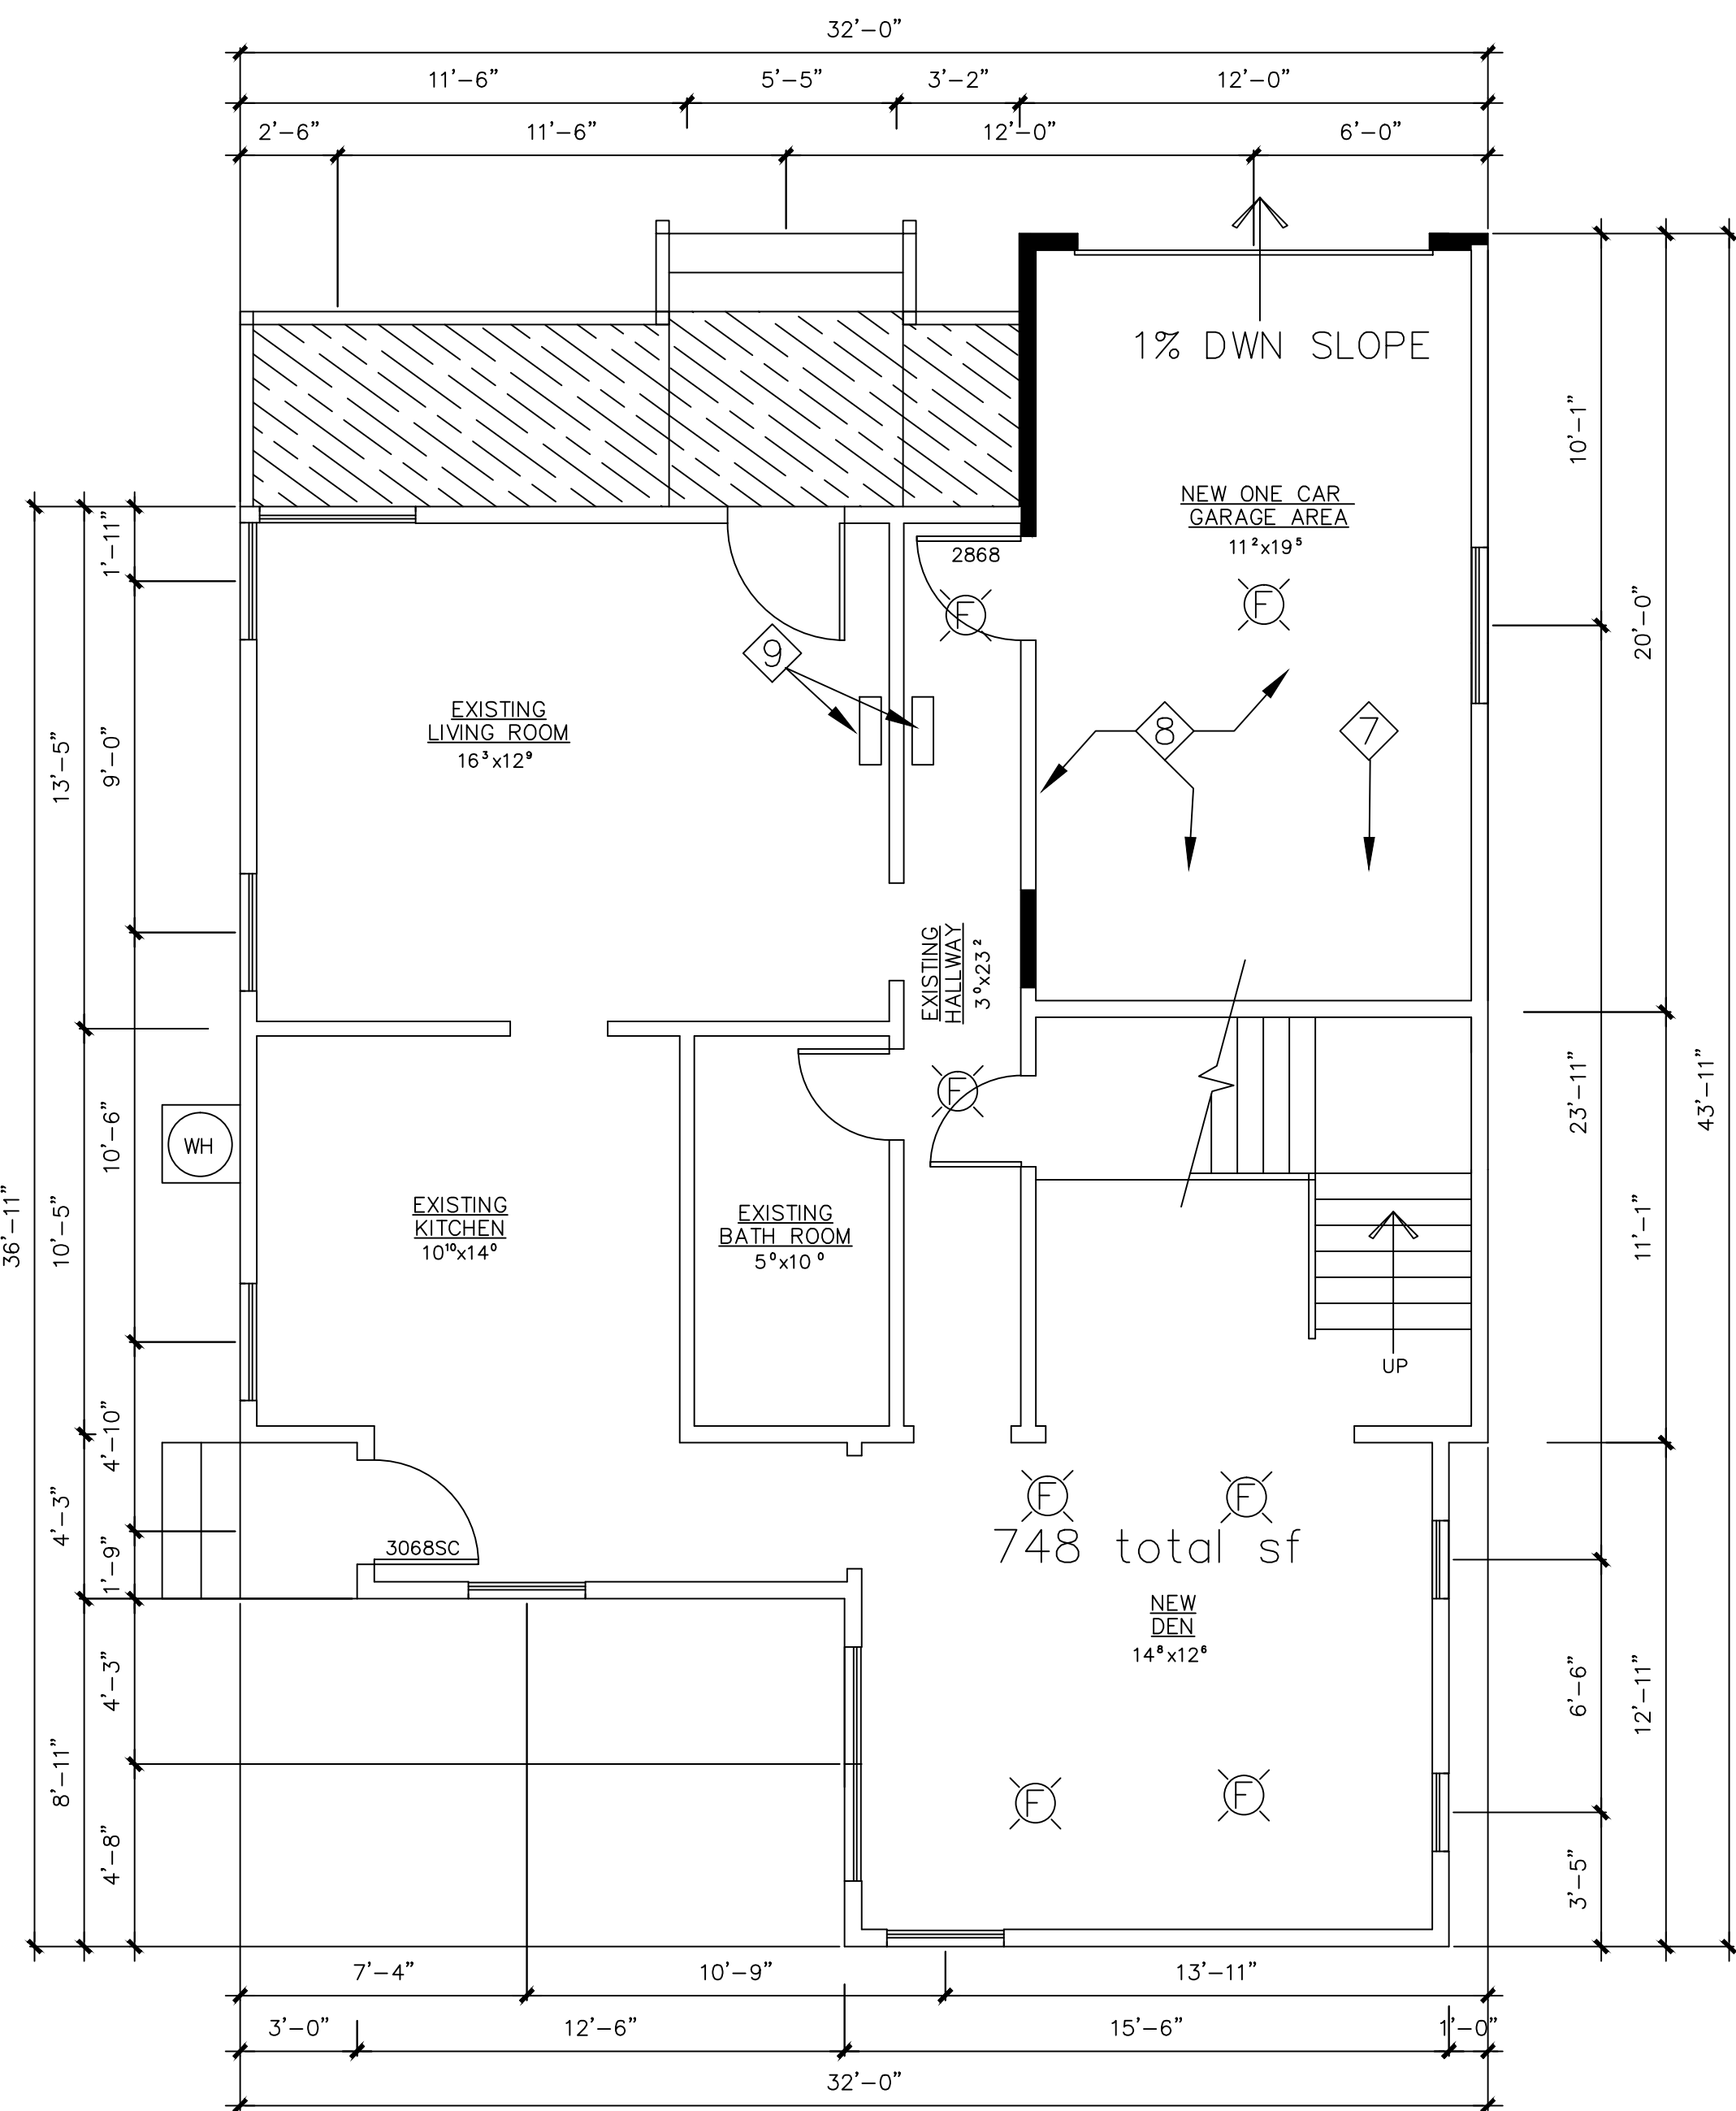 32’-0”
11’-6” 5’-5” 3’-2” 12’-0”
2’-6” 11’-6” 12’-0” 6’-0”
1% DWN SLOPE
NEW ONE CAR
GARAGE AREA
11²x19⁵
2868
F
F
9
8
7
EXISTING
LIVING ROOM
16³x12⁹
EXISTING
HALLWAY
3⁰x23²
F
WH
EXISTING
KITCHEN
10¹⁰x14⁰
EXISTING
BATH ROOM
5⁰x10⁰
UP
3068SC
F
F
748 total sf
NEW
DEN
14⁸x12⁶
F
F
36’-11”
13’-5”
10’-5”
4’-3”
8’-11”
1’-11”
9’-0”
10’-6”
4’-10”
1’-9”
4’-3”
4’-8”
10’-1”
23’-11”
6’-6”
3’-5”
20’-0”
11’-1”
12’-11”
43’-11”
7’-4” 10’-9” 13’-11”
3’-0” 12’-6” 15’-6” 1’-0”
32’-0”